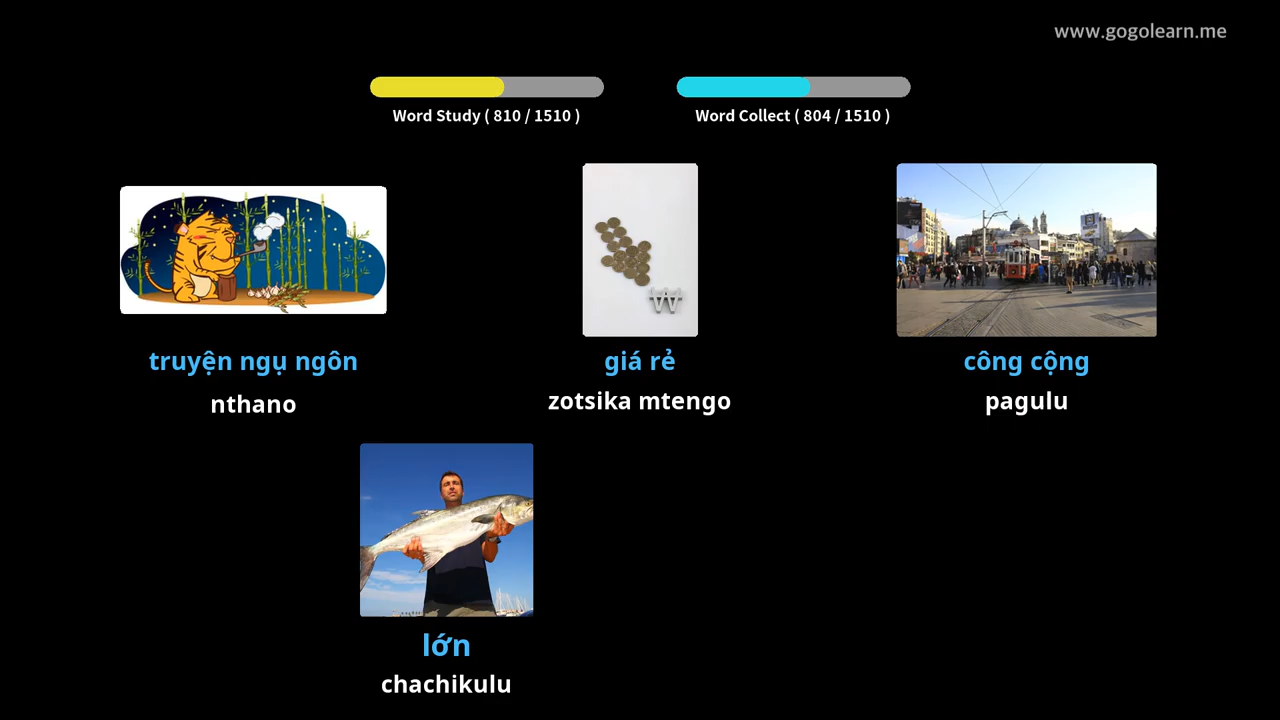 www.gogolearn.me
Word Study ( 810 / 1510 )
Word Collect ( 804 / 1510 )
truyện ngụ ngôn
nthano
giá rẻ
zotsika mtengo
công cộng
pagulu
lớn
chachikulu